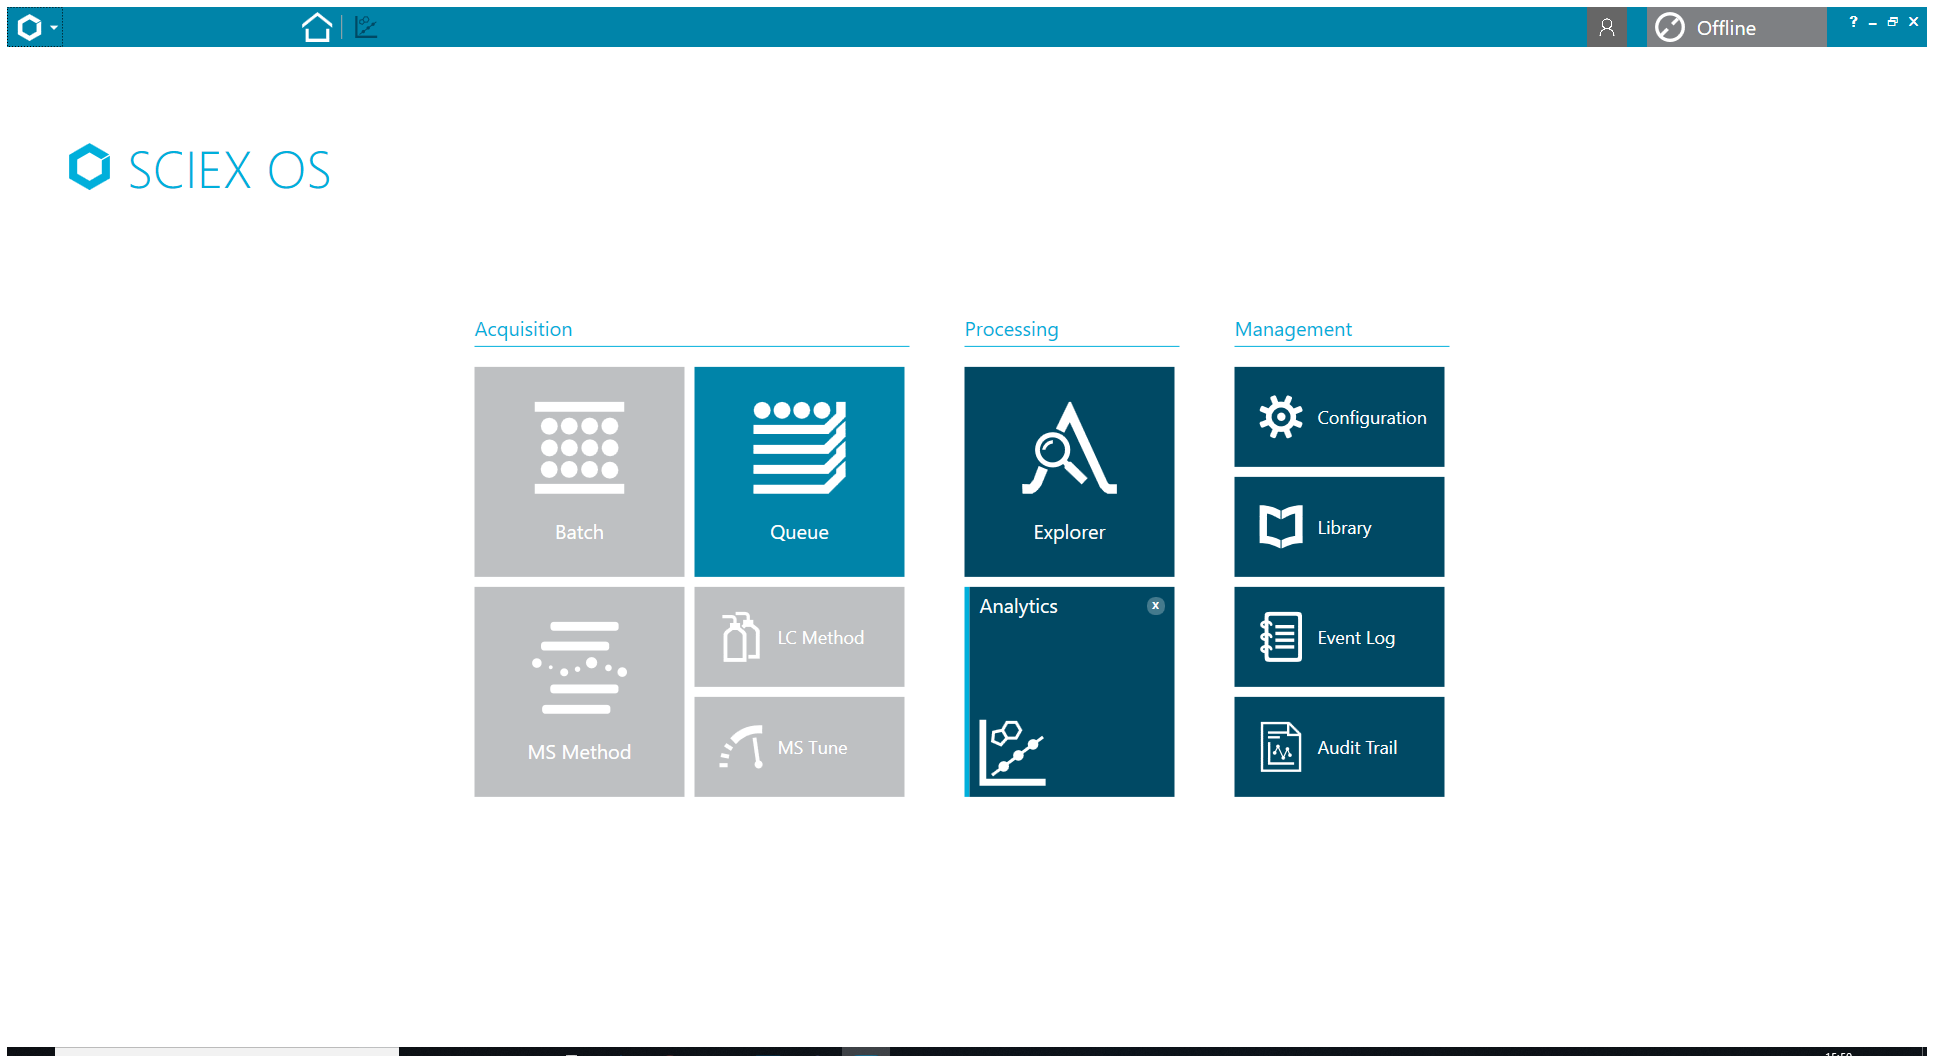 Offline
?
SCIEX OS
Acquisition
Processing
Management
Batch
Queue
Explorer
Configuration
Library
MS Method
LC Method
MS Tune
Analytics
x
Event Log
Audit Trail